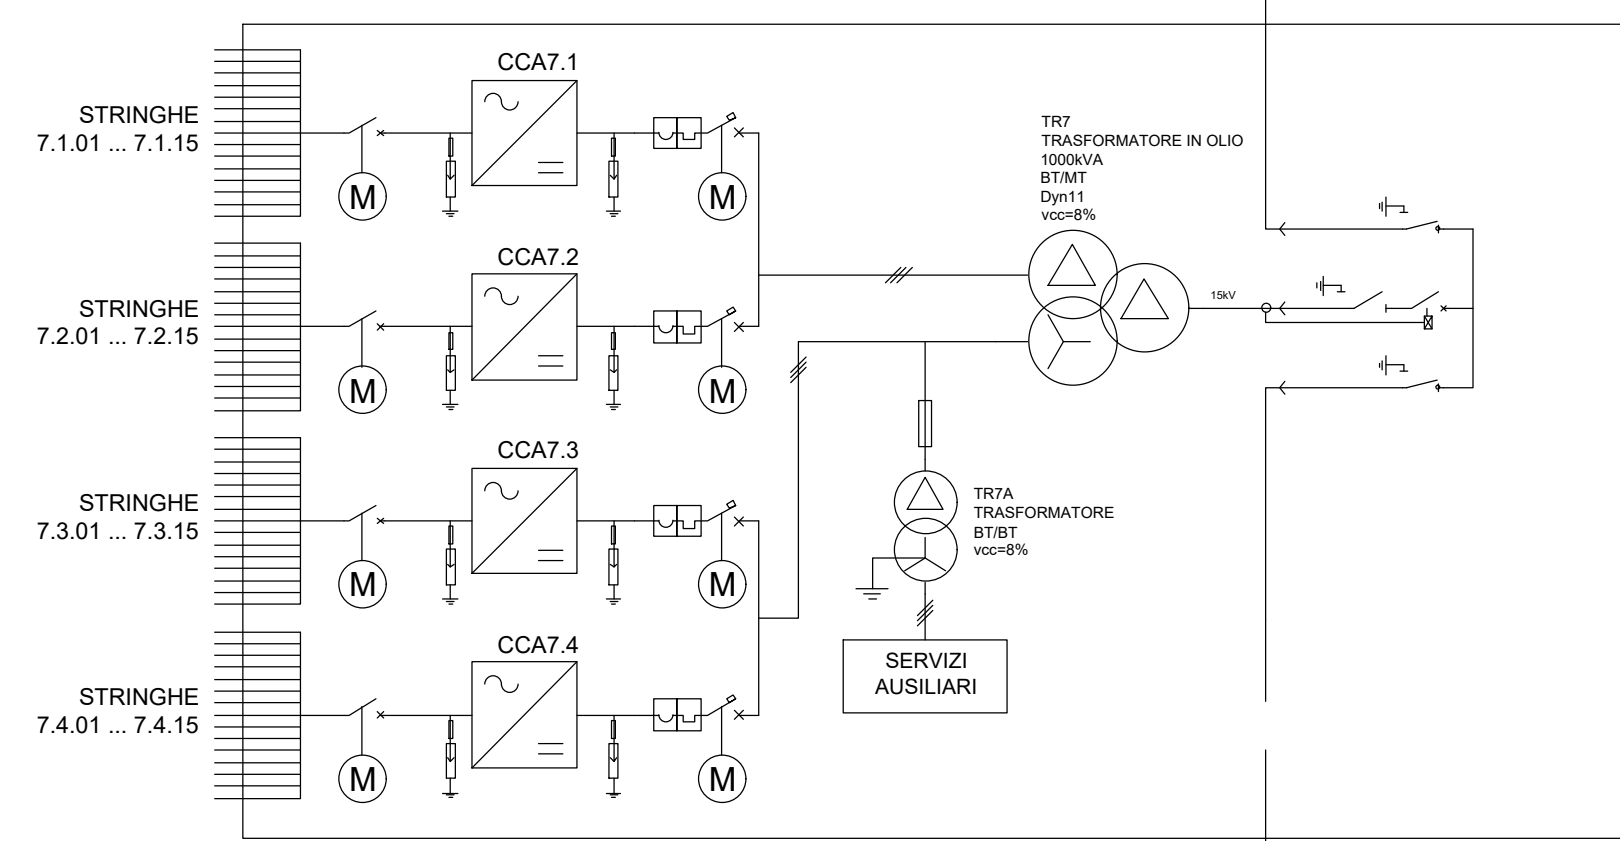 CCA7.1
STRINGHE
7.1.01 ... 7.1.15
M
M
CCA7.2
STRINGHE
7.2.01 ... 7.2.15
M
M
CCA7.3
STRINGHE
7.3.01 ... 7.3.15
M
M
CCA7.4
STRINGHE
7.4.01 ... 7.4.15
M
M
TR7
TRASFORMATORE IN OLIO
1000kVA
BT/MT
Dyn11
vcc=8%
15kV
TR7A
TRASFORMATORE
BT/BT
vcc=8%
SERVIZI
AUSILIARI